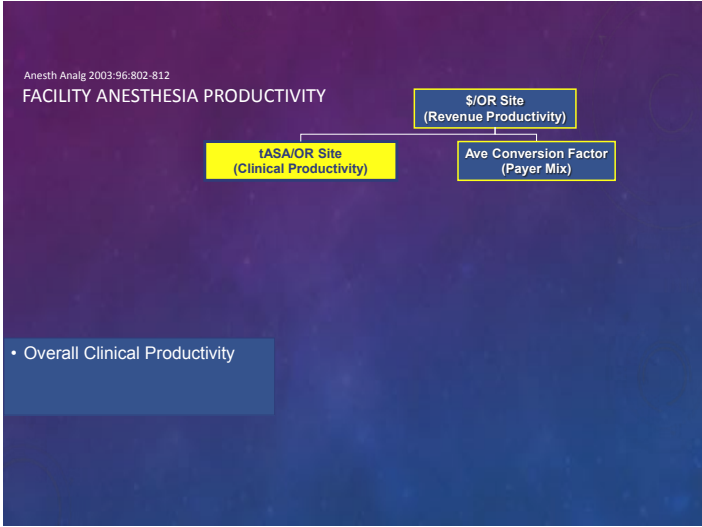 Anesth Analg 2003:96:802-812
FACILITY ANESTHESIA PRODUCTIVITY
$/OR Site
(Revenue Productivity)
tASA/OR Site
(Clinical Productivity)
Ave Conversion Factor
(Payer Mix)
• Overall Clinical Productivity